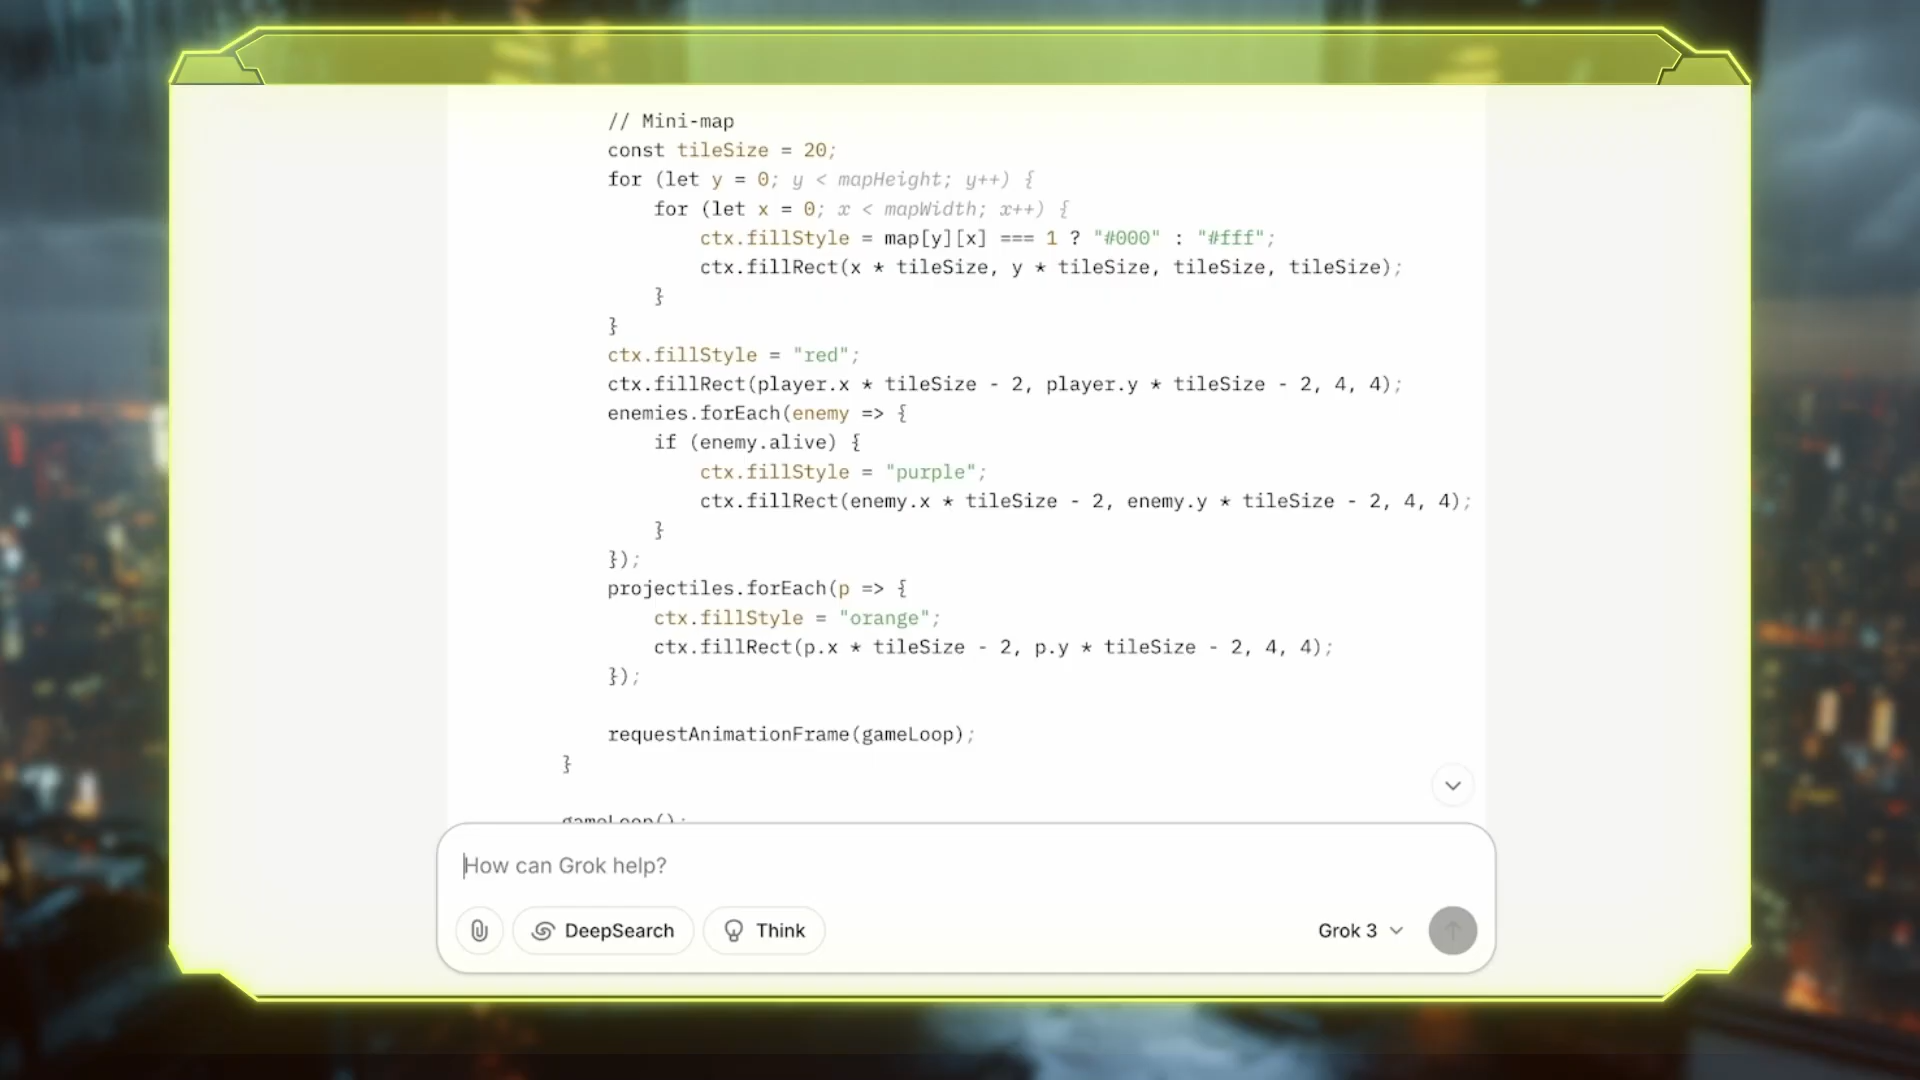 // Mini-map
const tileSize = 20;
for (let y = 0; y < mapHeight; y++) {
for (let x = 0; x < mapWidth; x++) {
ctx.fillStyle = map[y][x] === 1 ? "#000" : "#fff";
ctx.fillRect(x * tileSize, y * tileSize, tileSize, tileSize);
}
}
ctx.fillStyle = "red";
ctx.fillRect(player.x * tileSize - 2, player.y * tileSize - 2, 4, 4);
enemies.forEach(enemy => {
if (enemy.alive) {
ctx.fillStyle = "purple";
ctx.fillRect(enemy.x * tileSize - 2, enemy.y * tileSize - 2, 4, 4);
}
});
projectiles.forEach(p => {
ctx.fillStyle = "orange";
ctx.fillRect(p.x * tileSize - 2, p.y * tileSize - 2, 4, 4);
});
requestAnimationFrame(gameLoop);
}
gameLoop();
How can Grok help?
DeepSearch
Think
Grok 3